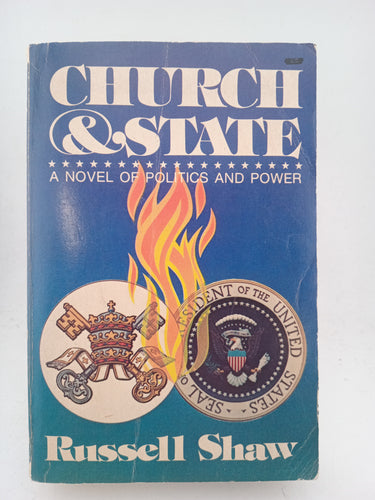 CHURCH
& STATE
A NOVEL OF POLITICS AND POWER
SEAL OF THE PRESIDENT OF THE UNITED STATES
Russell Shaw